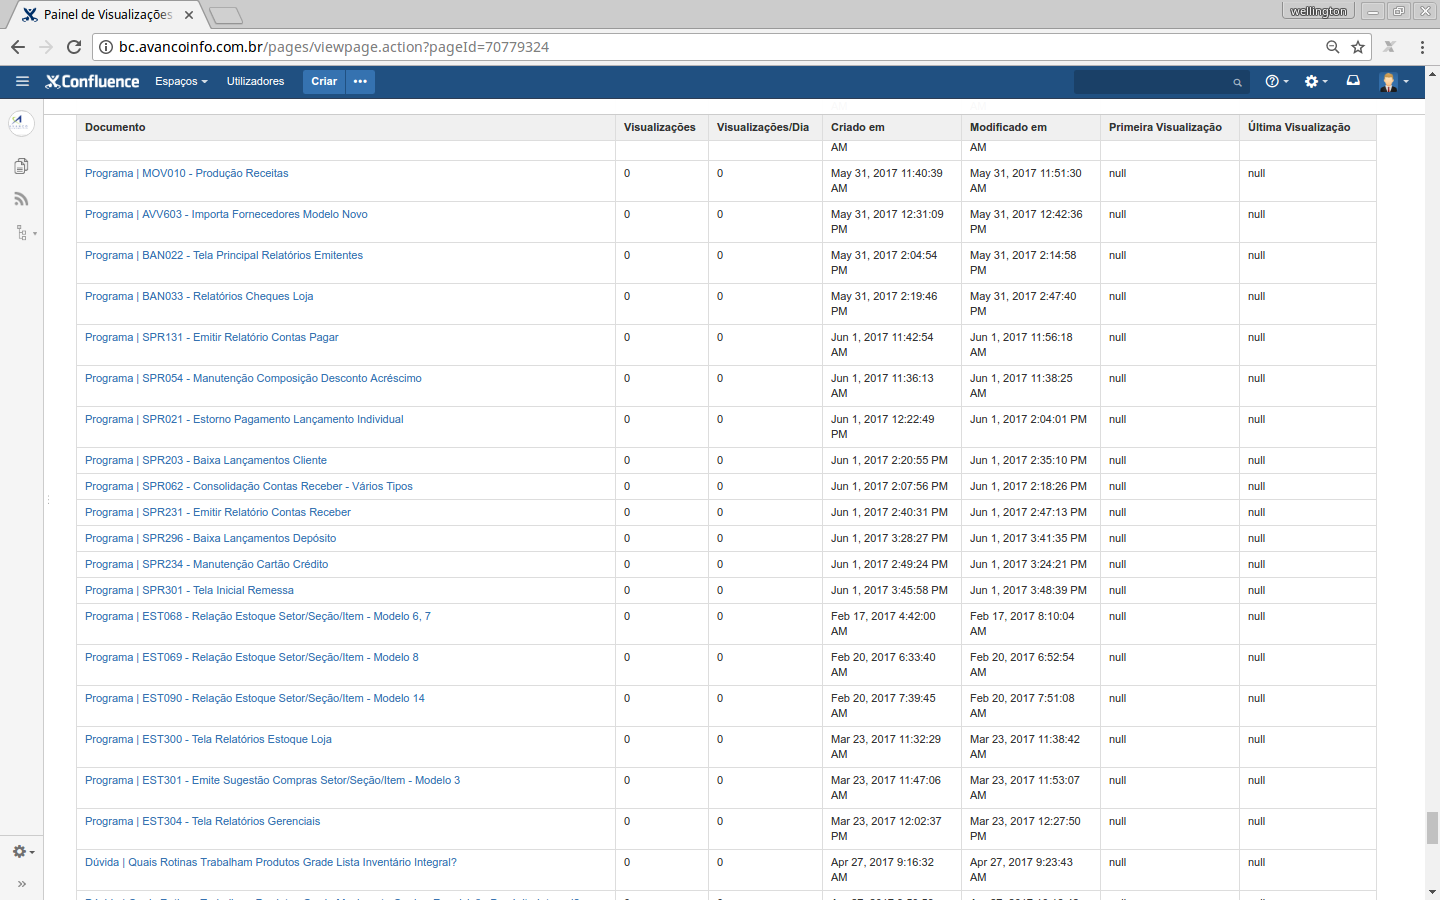 Painel de Visualizações
wellington
bc.avancoinfo.com.br/pages/viewpage.action?pageId=70779324
Confluence Espaços Utilizadores Criar •••
Documento Visualizações Visualizações/Dia Criado em Modificado em Primeira Visualização Última Visualização
AM AM
Programa | MOV010 - Produção Receitas 0 0 May 31, 2017 11:40:39 May 31, 2017 11:51:30 null null
AM AM
Programa | AVV603 - Importa Fornecedores Modelo Novo 0 0 May 31, 2017 12:31:09 May 31, 2017 12:42:36 null null
PM PM
Programa | BAN022 - Tela Principal Relatórios Emitentes 0 0 May 31, 2017 2:04:54 May 31, 2017 2:14:58 null null
PM PM
Programa | BAN033 - Relatórios Cheques Loja 0 0 May 31, 2017 2:19:46 May 31, 2017 2:47:40 null null
PM PM
Programa | SPR131 - Emitir Relatório Contas Pagar 0 0 Jun 1, 2017 11:42:54 Jun 1, 2017 11:56:18 null null
AM AM
Programa | SPR054 - Manutenção Composição Desconto Acréscimo 0 0 Jun 1, 2017 11:36:13 Jun 1, 2017 11:38:25 null null
AM AM
Programa | SPR021 - Estorno Pagamento Lançamento Individual 0 0 Jun 1, 2017 12:22:49 Jun 1, 2017 2:04:01 PM null null
PM
Programa | SPR203 - Baixa Lançamentos Cliente 0 0 Jun 1, 2017 2:20:55 PM Jun 1, 2017 2:35:10 PM null null
Programa | SPR062 - Consolidação Contas Receber - Vários Tipos 0 0 Jun 1, 2017 2:07:56 PM Jun 1, 2017 2:18:26 PM null null
Programa | SPR231 - Emitir Relatório Contas Receber 0 0 Jun 1, 2017 2:40:31 PM Jun 1, 2017 2:47:13 PM null null
Programa | SPR296 - Baixa Lançamentos Depósito 0 0 Jun 1, 2017 3:28:27 PM Jun 1, 2017 3:41:35 PM null null
Programa | SPR234 - Manutenção Cartão Crédito 0 0 Jun 1, 2017 2:49:24 PM Jun 1, 2017 3:24:21 PM null null
Programa | SPR301 - Tela Inicial Remessa 0 0 Jun 1, 2017 3:45:58 PM Jun 1, 2017 3:48:39 PM null null
Programa | EST068 - Relação Estoque Setor/Seção/Item - Modelo 6, 7 0 0 Feb 17, 2017 4:42:00 Feb 17, 2017 8:10:04 null null
AM AM
Programa | EST069 - Relação Estoque Setor/Seção/Item - Modelo 8 0 0 Feb 20, 2017 6:33:40 Feb 20, 2017 6:52:54 null null
AM AM
Programa | EST090 - Relação Estoque Setor/Seção/Item - Modelo 14 0 0 Feb 20, 2017 7:39:45 Feb 20, 2017 7:51:08 null null
AM AM
Programa | EST300 - Tela Relatórios Estoque Loja 0 0 Mar 23, 2017 11:32:29 Mar 23, 2017 11:38:42 null null
AM AM
Programa | EST301 - Emite Sugestão Compras Setor/Seção/Item - Modelo 3 0 0 Mar 23, 2017 11:47:06 Mar 23, 2017 11:53:07 null null
AM AM
Programa | EST304 - Tela Relatórios Gerenciais 0 0 Mar 23, 2017 12:02:37 Mar 23, 2017 12:27:50 null null
PM PM
Dúvida | Quais Rotinas Trabalham Produtos Grade Lista Inventário Integral? 0 0 Apr 27, 2017 9:16:32 Apr 27, 2017 9:23:43 null null
AM AM